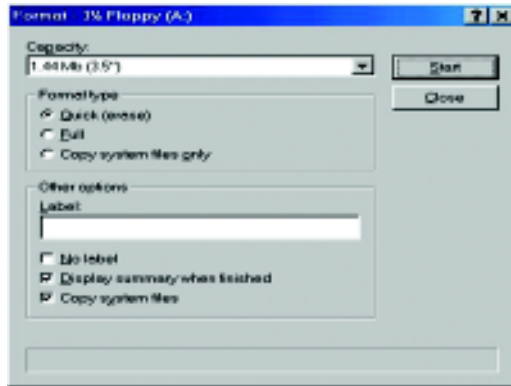 Format - 3½ Floppy (A:)
Capacity:
1.44 Mb (3.5")
Start
Close
Format type
Quick (erase)
Full
Copy system files only
Other options
Label:
No label
Display summary when finished
Copy system files